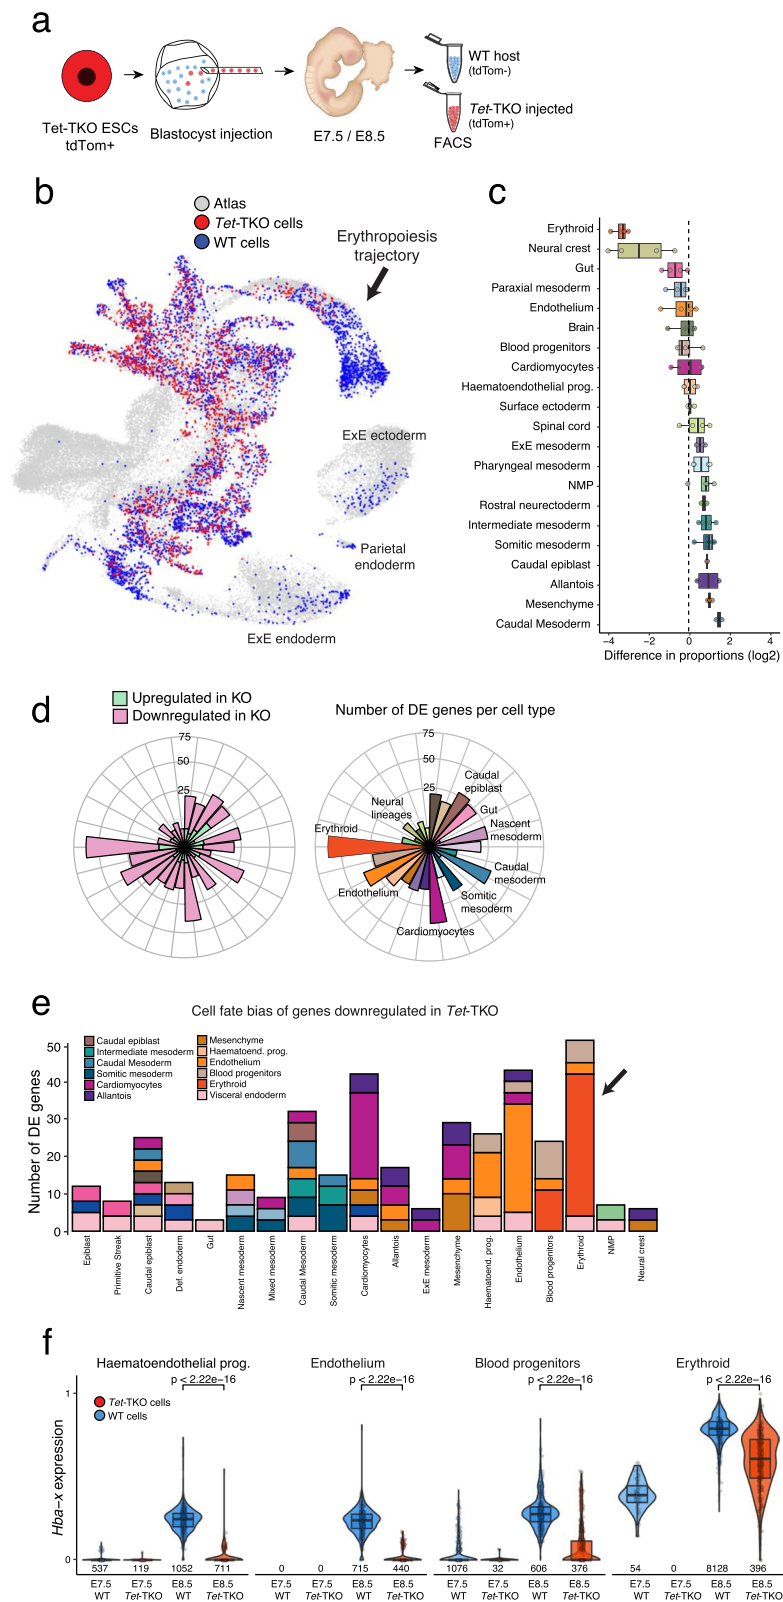 a
Tet-TKO ESCs
tdTom+
Blastocyst injection
E7.5 / E8.5
WT host
(tdTom-)
Tet-TKO injected
(tdTom+)
FACS
b
Atlas
Tet-TKO cells
WT cells
Erythropoiesis
trajectory
ExE ectoderm
Parietal
endoderm
ExE endoderm
c
Erythroid
Neural crest
Gut
Paraxial mesoderm
Endothelium
Brain
Blood progenitors
Cardiomyocytes
Haematoendothelial prog.
Surface ectoderm
Spinal cord
ExE mesoderm
Pharyngeal mesoderm
NMP
Rostral neurectoderm
Intermediate mesoderm
Somitic mesoderm
Caudal epiblast
Allantois
Mesenchyme
Caudal Mesoderm
−4 −2 0 2 4
Difference in proportions (log2)
d
Upregulated in KO
Downregulated in KO
75
50
25
Number of DE genes per cell type
75
50
25
Caudal
epiblast
Gut
Nascent
mesoderm
Caudal
mesoderm
Somitic
mesoderm
Cardiomyocytes
Endothelium
Erythroid
Neural
lineages
e
Cell fate bias of genes downregulated in Tet-TKO
Number of DE genes
50
40
30
20
10
0
Caudal epiblast
Intermediate mesoderm
Caudal Mesoderm
Somitic mesoderm
Cardiomyocytes
Allantois
Mesenchyme
Haematoend. prog.
Endothelium
Blood progenitors
Erythroid
Visceral endoderm
Epiblast
Primitive Streak
Caudal epiblast
Def. endoderm
Gut
Nascent mesoderm
Mixed mesoderm
Caudal Mesoderm
Somitic mesoderm
Cardiomyocytes
Allantois
ExE mesoderm
Mesenchyme
Haematoend. prog.
Endothelium
Blood progenitors
Erythroid
NMP
Neural crest
f
Haematoendothelial prog. Endothelium Blood progenitors Erythroid
p < 2.22e−16 p < 2.22e−16 p < 2.22e−16 p < 2.22e−16
Tet-TKO cells
WT cells
Hba−x expression
1
0
537 119 1052 711 0 0 715 440 1076 32 606 376 54 0 8128 396
E7.5 E7.5 E8.5 E8.5 E7.5 E7.5 E8.5 E8.5 E7.5 E7.5 E8.5 E8.5 E7.5 E7.5 E8.5 E8.5
WT Tet-TKO WT Tet-TKO WT Tet-TKO WT Tet-TKO WT Tet-TKO WT Tet-TKO WT Tet-TKO WT Tet-TKO